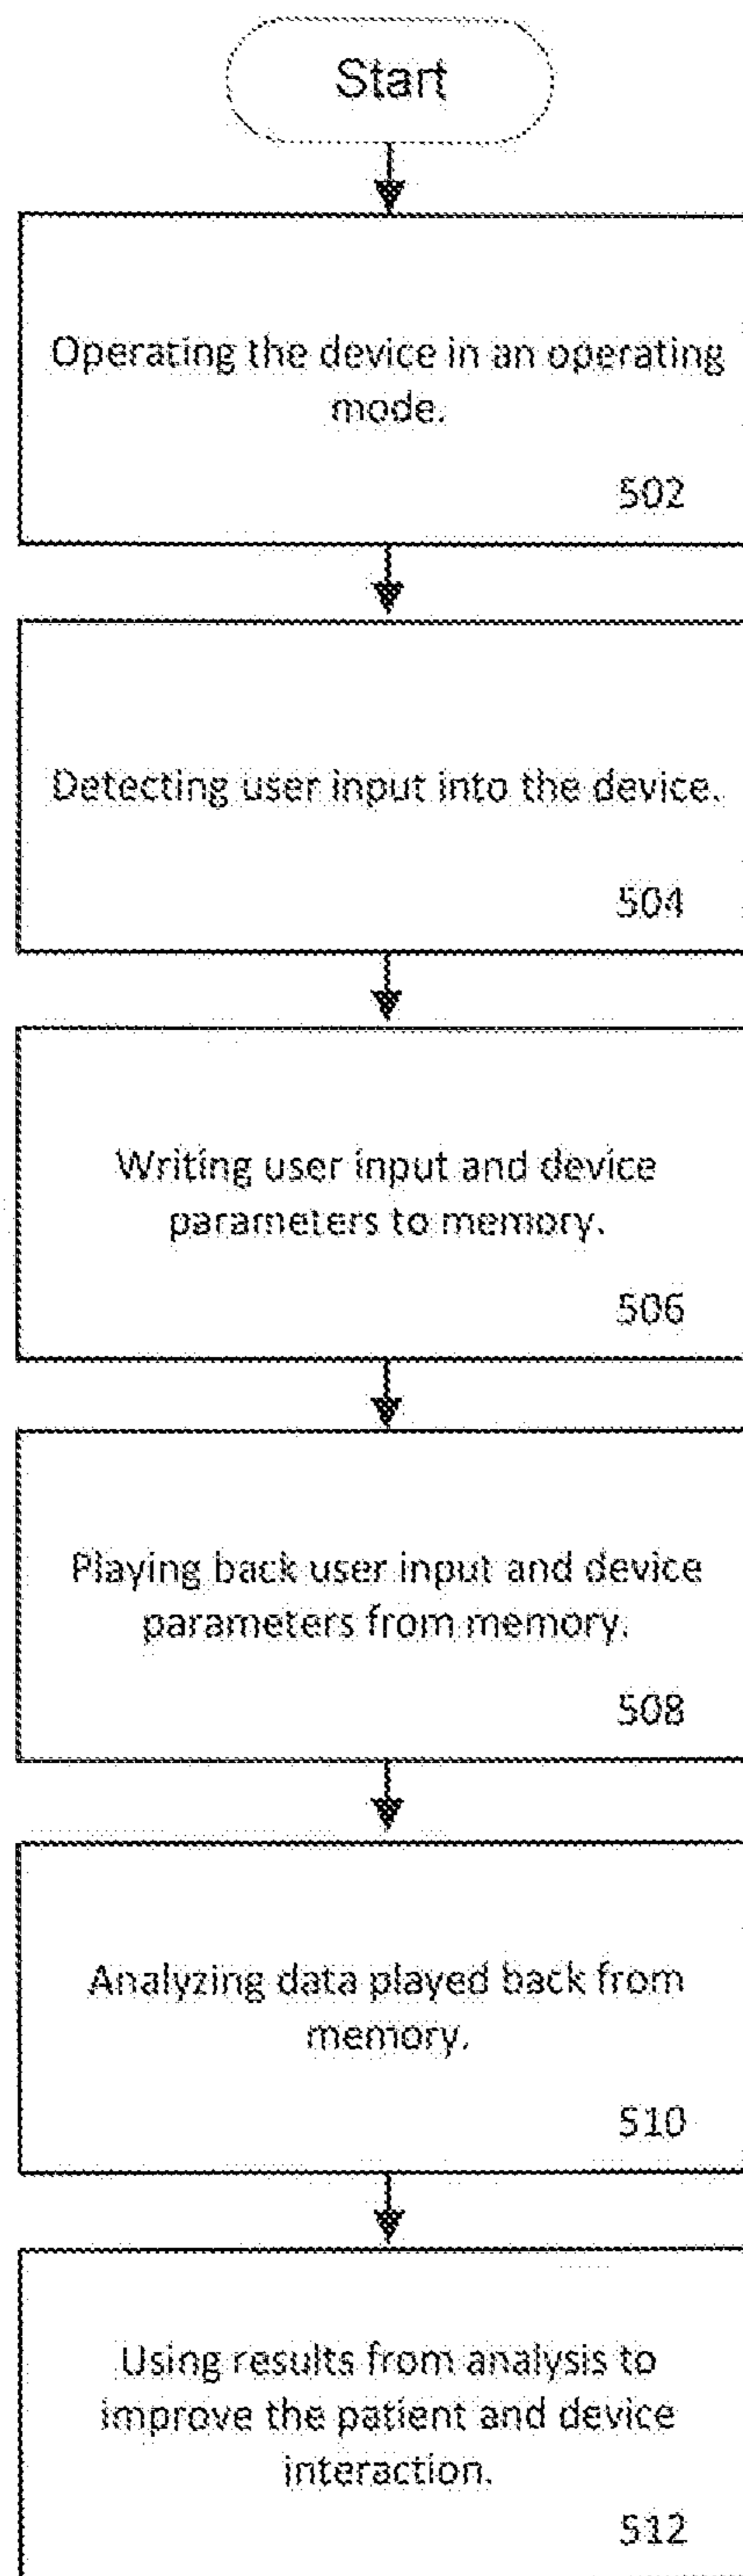 Start
Operating the device in an operating
mode.
502
Detecting user input into the device.
504
Writing user input and device
parameters to memory.
506
Playing back user input and device
parameters from memory.
508
Analyzing data played back from
memory.
510
Using results from analysis to
improve the patient and device
interaction.
512